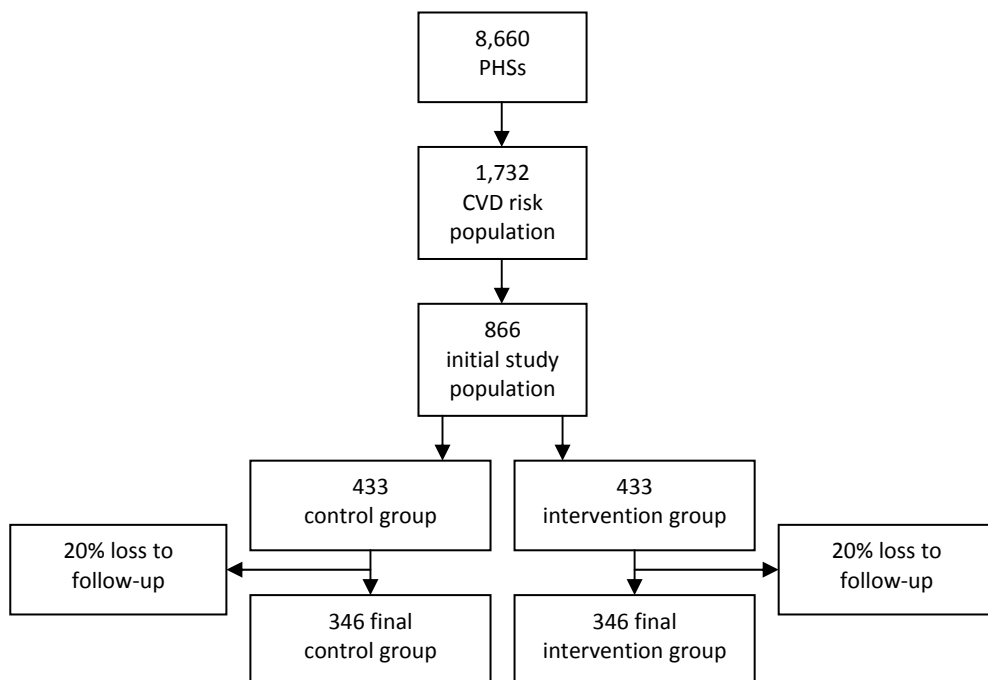 8,660
PHSs
1,732
CVD risk
population
866
initial study
population
433
control group
433
intervention group
20% loss to
follow-up
20% loss to
follow-up
346 final
control group
346 final
intervention group